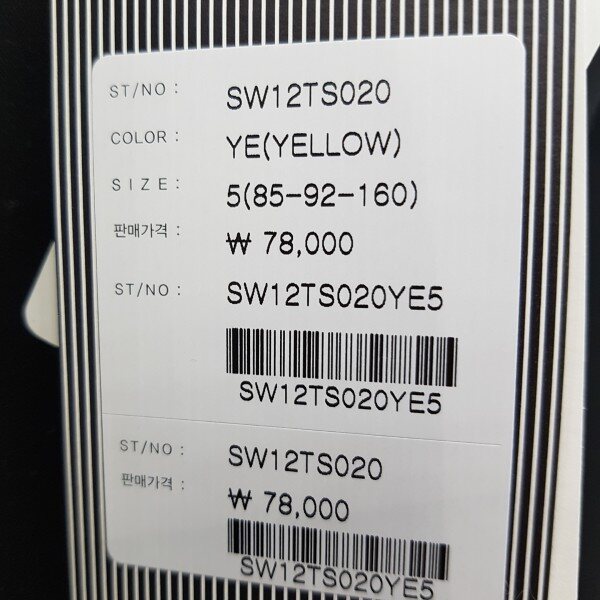 ST/NO : SW12TS020
COLOR : YE(YELLOW)
SIZE : 5(85-92-160)
판매가격 : ₩ 78,000
ST/NO : SW12TS020YE5
SW12TS020YE5
ST/NO : SW12TS020
판매가격 : ₩ 78,000
SW12TS020YE5